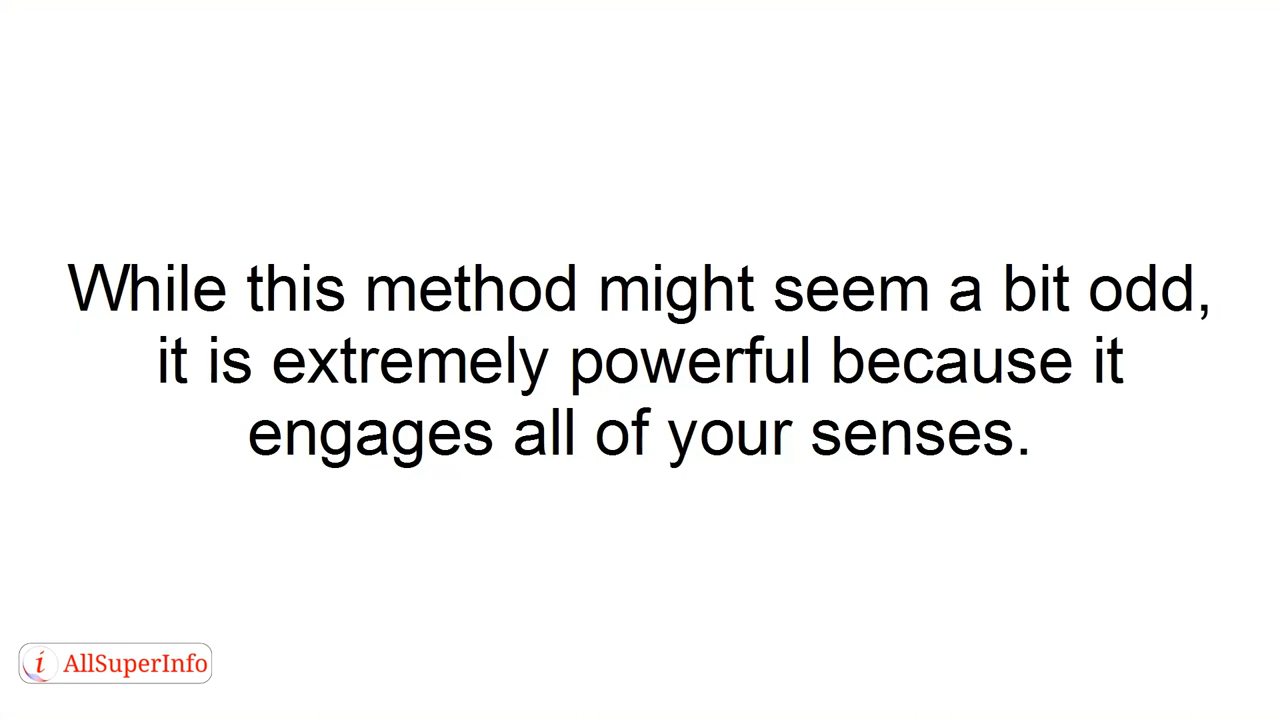 While this method might seem a bit odd,
it is extremely powerful because it
engages all of your senses.
i AllSuperInfo